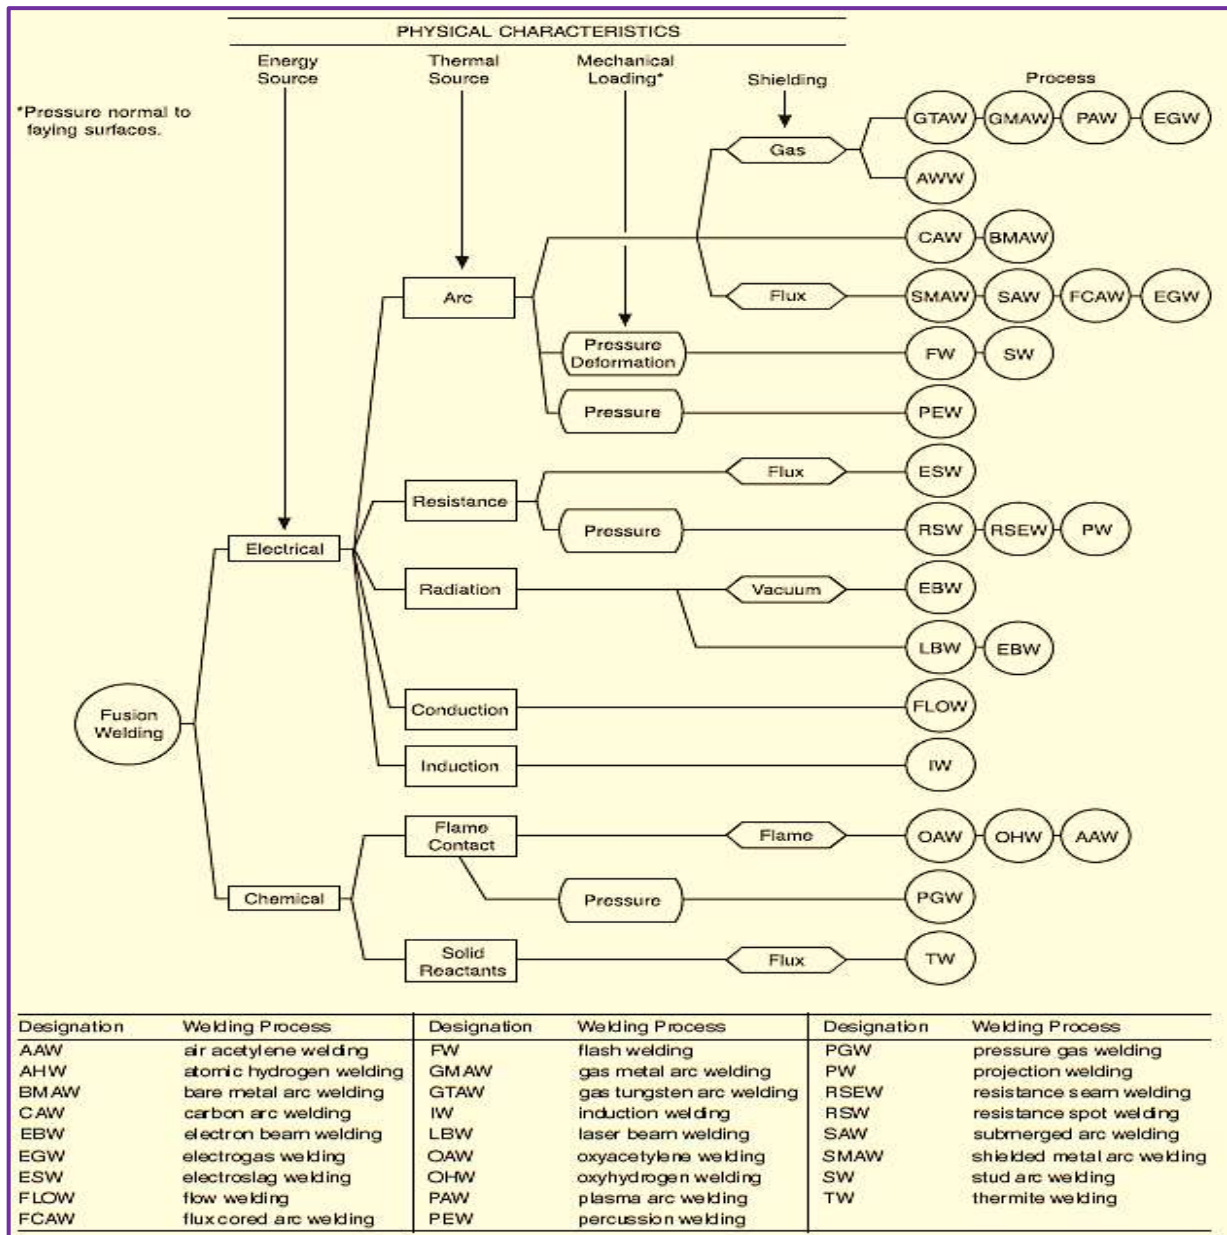 PHYSICAL CHARACTERISTICS
Energy Source
Thermal Source
Mechanical Loading*
Shielding
Process
*Pressure normal to
faying surfaces.
Gas
GTAW GMAW PAW EGW
AWW
CAW BMAW
Arc
Flux
SMAW SAW FCAW EGW
Pressure
Deformation
FW SW
Pressure
PEW
Flux
ESW
Resistance
Pressure
RSW RSEW PW
Electrical
Radiation
Vacuum
EBW
LBW EBW
Fusion
Welding
Conduction
FLOW
Induction
IW
Flame
Contact
Flame
OAW OHW AAW
Chemical
Pressure
PGW
Solid
Reactants
Flux
TW
Designation Welding Process Designation Welding Process Designation Welding Process
AAW air acetylene welding FW flash welding PGW pressure gas welding
AHW atomic hydrogen welding GMAW gas metal arc welding PW projection welding
BMAW bare metal arc welding GTAW gas tungsten arc welding RSEW resistance seam welding
CAW carbon arc welding IW induction welding RSW resistance spot welding
EBW electron beam welding LBW laser beam welding SAW submerged arc welding
EGW electrogas welding OAW oxyacetylene welding SMAW shielded metal arc welding
ESW electroslag welding OHW oxyhydrogen welding SW stud arc welding
FLOW flow welding PAW plasma arc welding TW thermite welding
FCAW flux cored arc welding PEW percussion welding